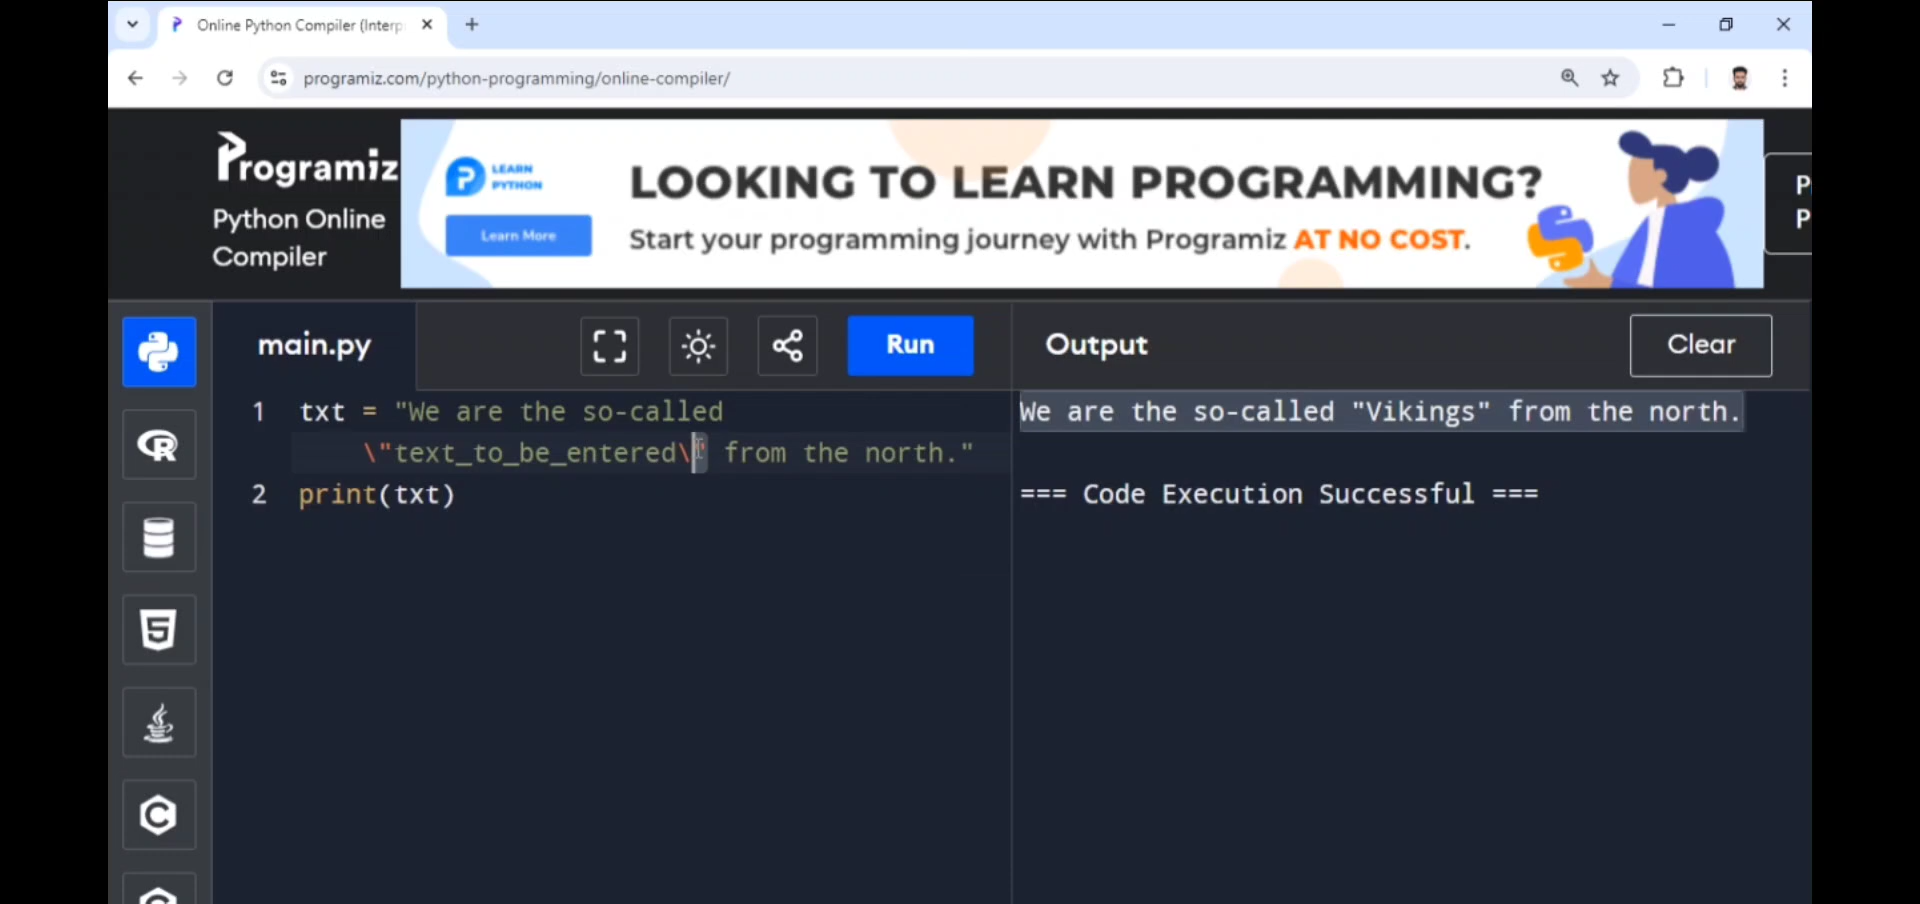 Online Python Compiler (Interp
programiz.com/python-programming/online-compiler/
Programiz
Python Online
Compiler
LEARN
PYTHON
Learn More
LOOKING TO LEARN PROGRAMMING?
Start your programming journey with Programiz AT NO COST.
P
P
main.py
Run
Output
Clear
1 txt = "We are the so-called
\"text_to_be_entered\" from the north."
2 print(txt)
We are the so-called "Vikings" from the north.
=== Code Execution Successful ===